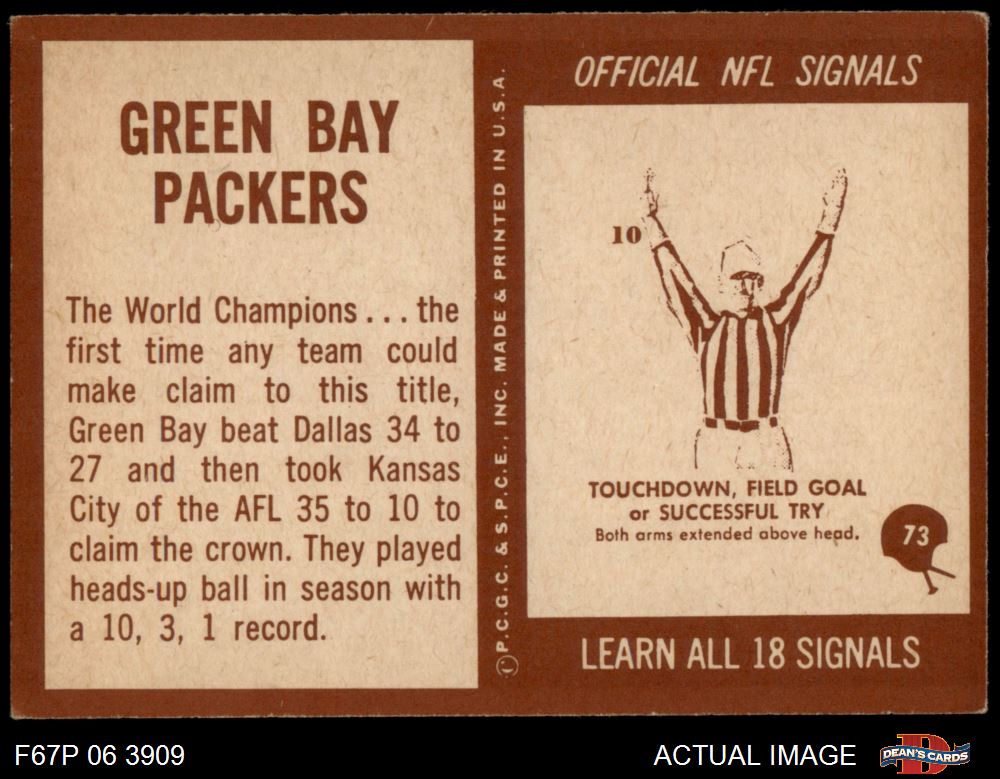 GREEN BAY
PACKERS
The World Champions . . . the
first time any team could
make claim to this title,
Green Bay beat Dallas 34 to
27 and then took Kansas
City of the AFL 35 to 10 to
claim the crown. They played
heads-up ball in season with
a 10, 3, 1 record.
© P.C.G.C. & S.P.C.E., INC. MADE & PRINTED IN U.S.A.
OFFICIAL NFL SIGNALS
10
TOUCHDOWN, FIELD GOAL
or SUCCESSFUL TRY
Both arms extended above head.
73
LEARN ALL 18 SIGNALS
F67P 06 3909
ACTUAL IMAGE
D
DEAN'S CARDS